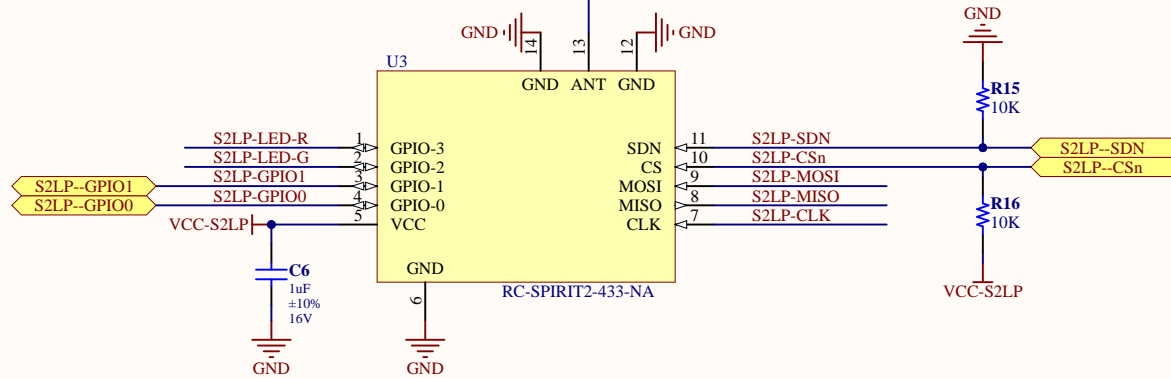 GND
GND
14
13
12
GND
U3
GND
ANT
GND
R15
10K
S2LP-LED-R
1
GPIO-3
SDN
11
S2LP-SDN
S2LP--SDN
S2LP-LED-G
2
GPIO-2
CS
10
S2LP-CSn
S2LP--CSn
S2LP--GPIO1
S2LP-GPIO1
3
GPIO-1
MOSI
9
S2LP-MOSI
S2LP--GPIO0
S2LP-GPIO0
4
GPIO-0
MISO
8
S2LP-MISO
R16
10K
VCC-S2LP
5
VCC
CLK
7
S2LP-CLK
C6
1uF
±10%
16V
GND
6
RC-SPIRIT2-433-NA
VCC-S2LP
GND
GND